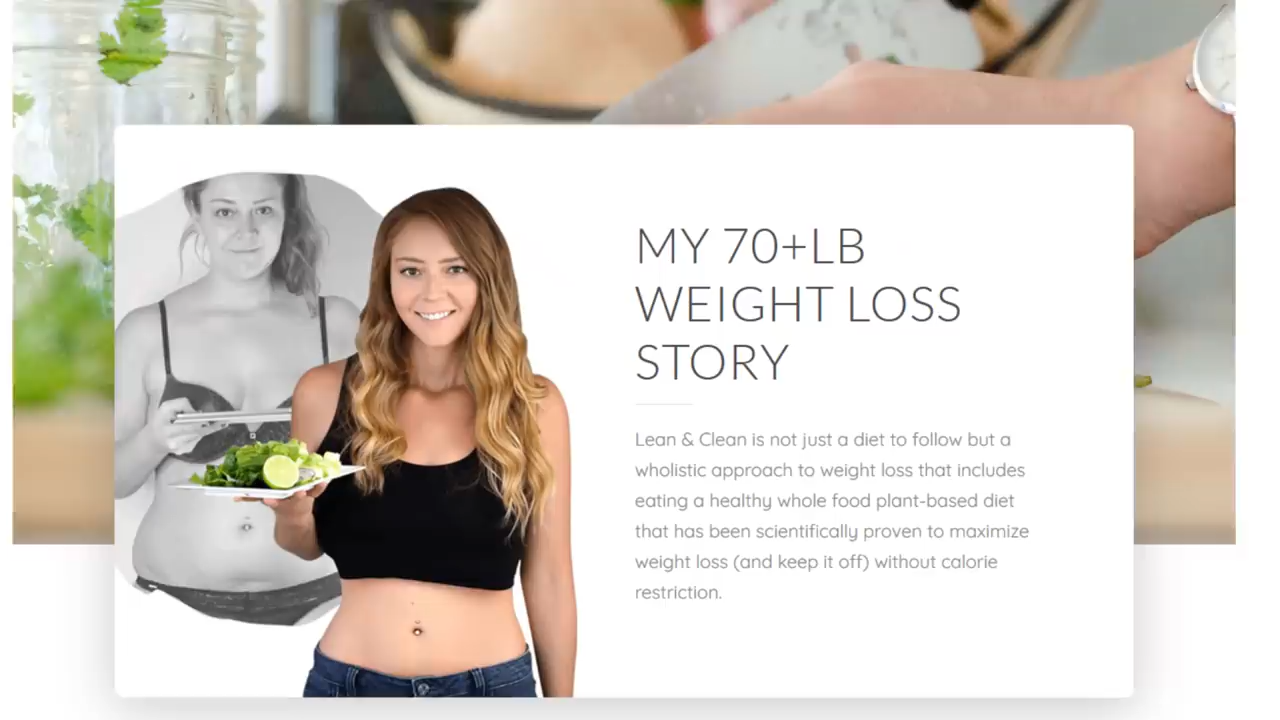 MY 70+LB
WEIGHT LOSS
STORY
Lean & Clean is not just a diet to follow but a
wholistic approach to weight loss that includes
eating a healthy whole food plant-based diet
that has been scientifically proven to maximize
weight loss (and keep it off) without calorie
restriction.